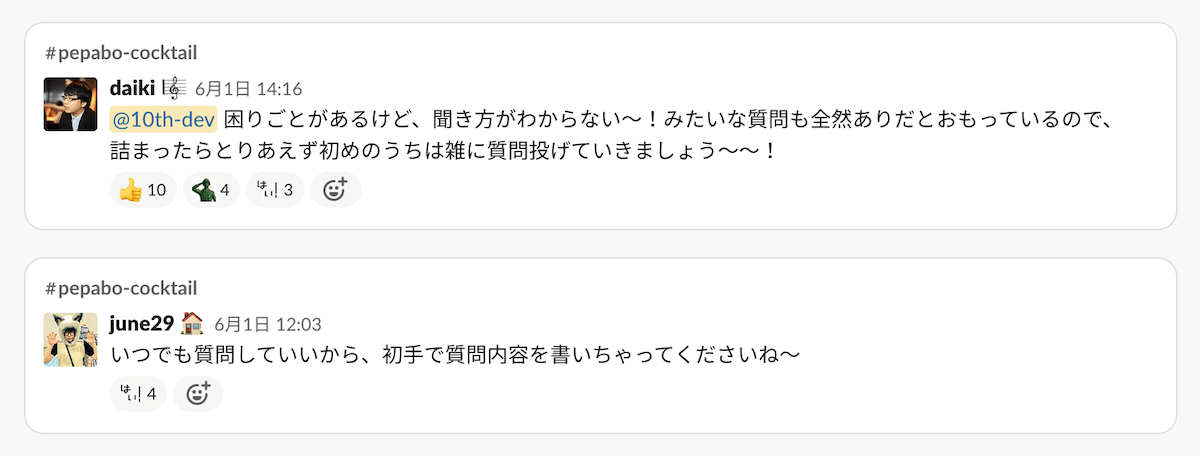 #pepabo-cocktail
daiki 6月1日 14:16
@10th-dev 困りごとがあるけど、聞き方がわからない〜！みたいな質問も全然ありだとおもっているので、
詰まったらとりあえず初めのうちは雑に質問投げていきましょう〜〜！
10 4 はい! 3
#pepabo-cocktail
june29 6月1日 12:03
いつでも質問していいから、初手で質問内容を書いちゃってくださいね〜
はい! 4